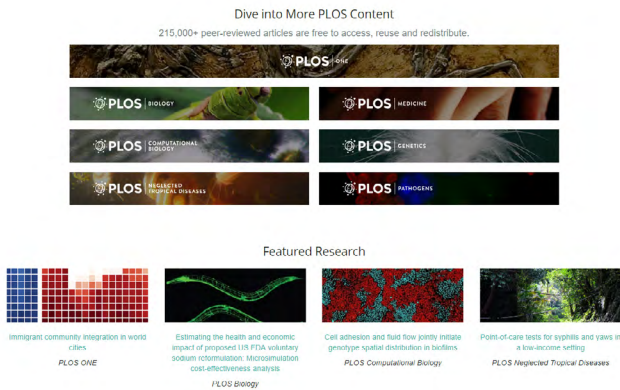 Dive into More PLOS Content
215,000+ peer-reviewed articles are free to access, reuse and redistribute.
PLOS ONE
PLOS BIOLOGY
PLOS MEDICINE
PLOS COMPUTATIONAL
BIOLOGY
PLOS GENETICS
PLOS NEGLECTED
TROPICAL DISEASES
PLOS PATHOGENS
Featured Research
Immigrant community integration in world
cities
PLOS ONE
Estimating the health and economic
impact of proposed US FDA voluntary
sodium reformulation: Microsimulation
cost-effectiveness analysis
PLOS Biology
Cell adhesion and fluid flow jointly initiate
genotype spatial distribution in biofilms
PLOS Computational Biology
Point-of-care tests for syphilis and yaws in
a low-income setting
PLOS Neglected Tropical Diseases